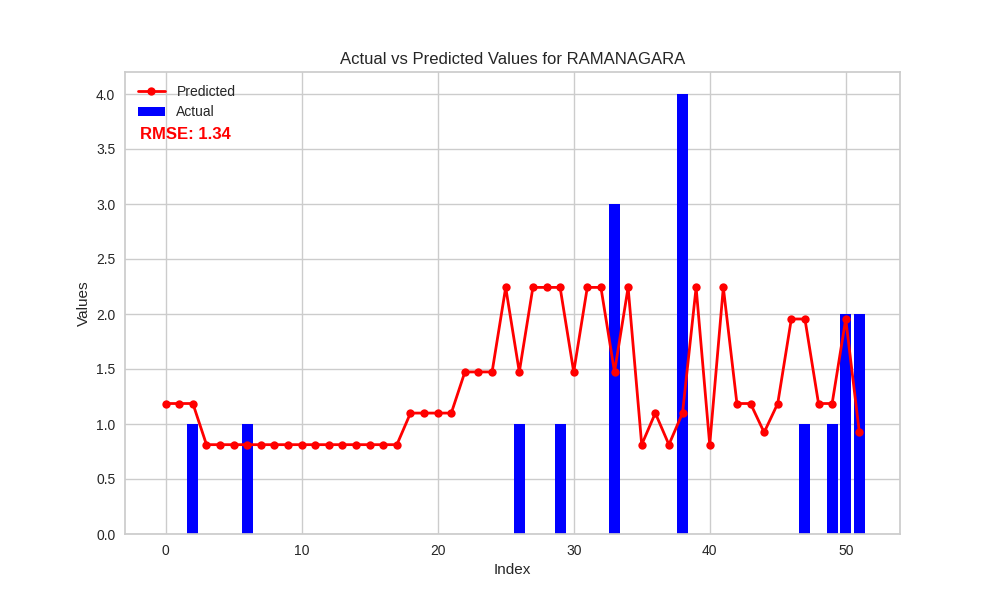 Actual vs Predicted Values for RAMANAGARA
Predicted
Actual
RMSE: 1.34
4.0
3.5
3.0
2.5
2.0
1.5
1.0
0.5
0.0
Values
0 10 20 30 40 50
Index